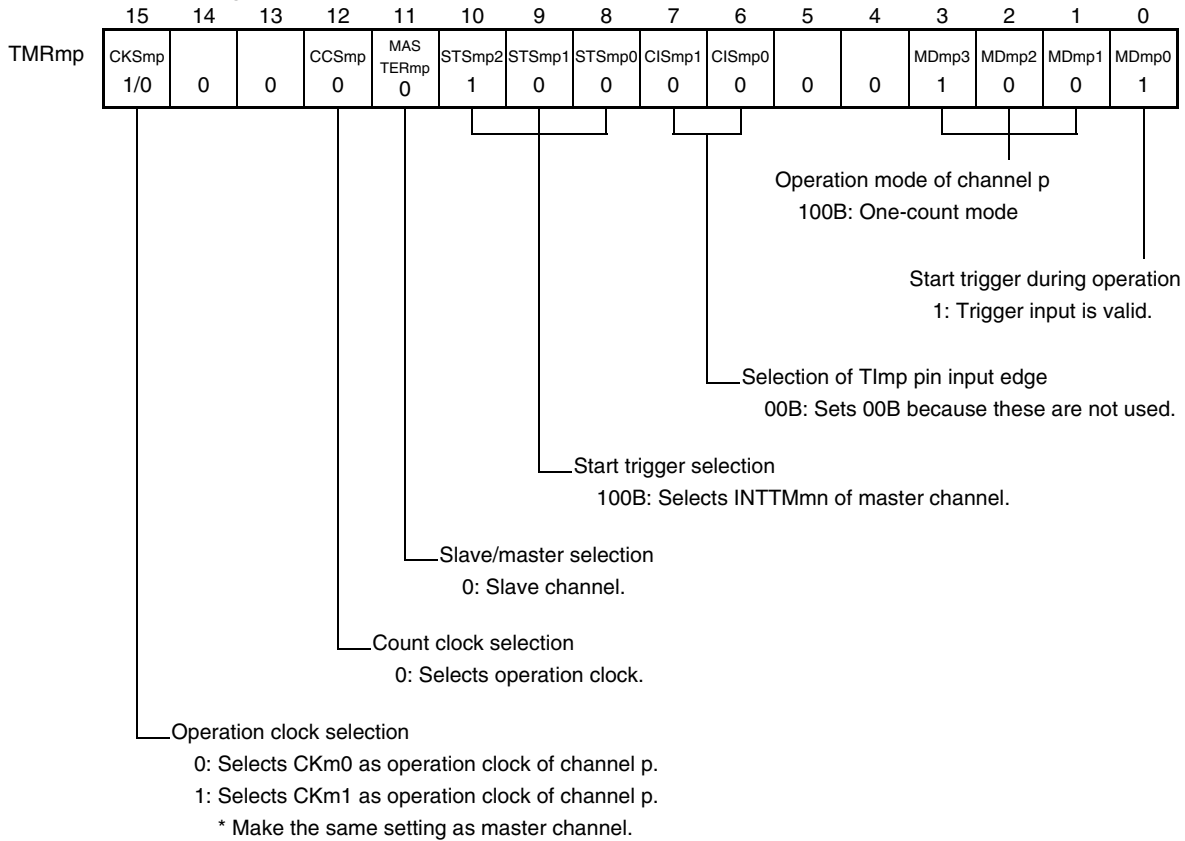 15 14 13 12 11 10 9 8 7 6 5 4 3 2 1 0
TMRmp CKSmp CCSmp MAS TERmp STSmp2 STSmp1 STSmp0 CISmp1 CISmp0 MDmp3 MDmp2 MDmp1 MDmp0
1/0 0 0 0 0 1 0 0 0 0 0 0 1 0 0 1
Operation mode of channel p
100B: One-count mode
Start trigger during operation
1: Trigger input is valid.
Selection of TImp pin input edge
00B: Sets 00B because these are not used.
Start trigger selection
100B: Selects INTTMmn of master channel.
Slave/master selection
0: Slave channel.
Count clock selection
0: Selects operation clock.
Operation clock selection
0: Selects CKm0 as operation clock of channel p.
1: Selects CKm1 as operation clock of channel p.
* Make the same setting as master channel.